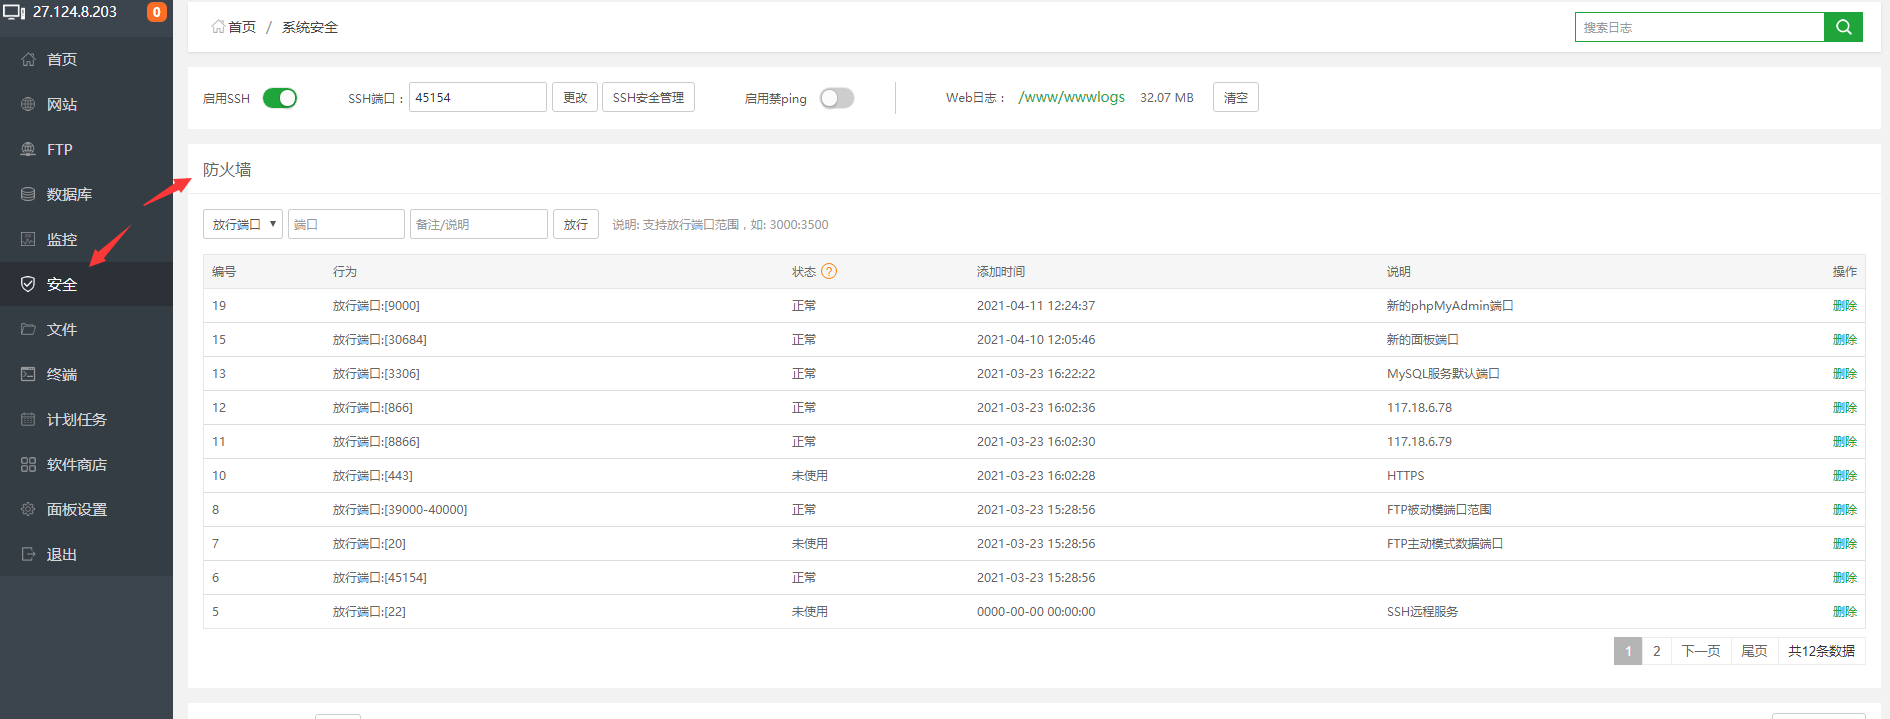 27.124.8.203 0
首页
网站
FTP
数据库
监控
安全
文件
终端
计划任务
软件商店
面板设置
退出
首页 / 系统安全
搜索日志
启用SSH SSH端口： 45154 更改 SSH安全管理 启用禁ping Web日志： /www/wwwlogs 32.07 MB 清空
防火墙
放行端口 端口 备注/说明 放行 说明: 支持放行端口范围，如: 3000:3500
编号 行为 状态 ? 添加时间 说明 操作
19 放行端口:[9000] 正常 2021-04-11 12:24:37 新的phpMyAdmin端口 删除
15 放行端口:[30684] 正常 2021-04-10 12:05:46 新的面板端口 删除
13 放行端口:[3306] 正常 2021-03-23 16:22:22 MySQL服务默认端口 删除
12 放行端口:[866] 正常 2021-03-23 16:02:36 117.18.6.78 删除
11 放行端口:[8866] 正常 2021-03-23 16:02:30 117.18.6.79 删除
10 放行端口:[443] 未使用 2021-03-23 16:02:28 HTTPS 删除
8 放行端口:[39000-40000] 正常 2021-03-23 15:28:56 FTP被动模端口范围 删除
7 放行端口:[20] 未使用 2021-03-23 15:28:56 FTP主动模式数据端口 删除
6 放行端口:[45154] 正常 2021-03-23 15:28:56 删除
5 放行端口:[22] 未使用 0000-00-00 00:00:00 SSH远程服务 删除
1 2 下一页 尾页 共12条数据